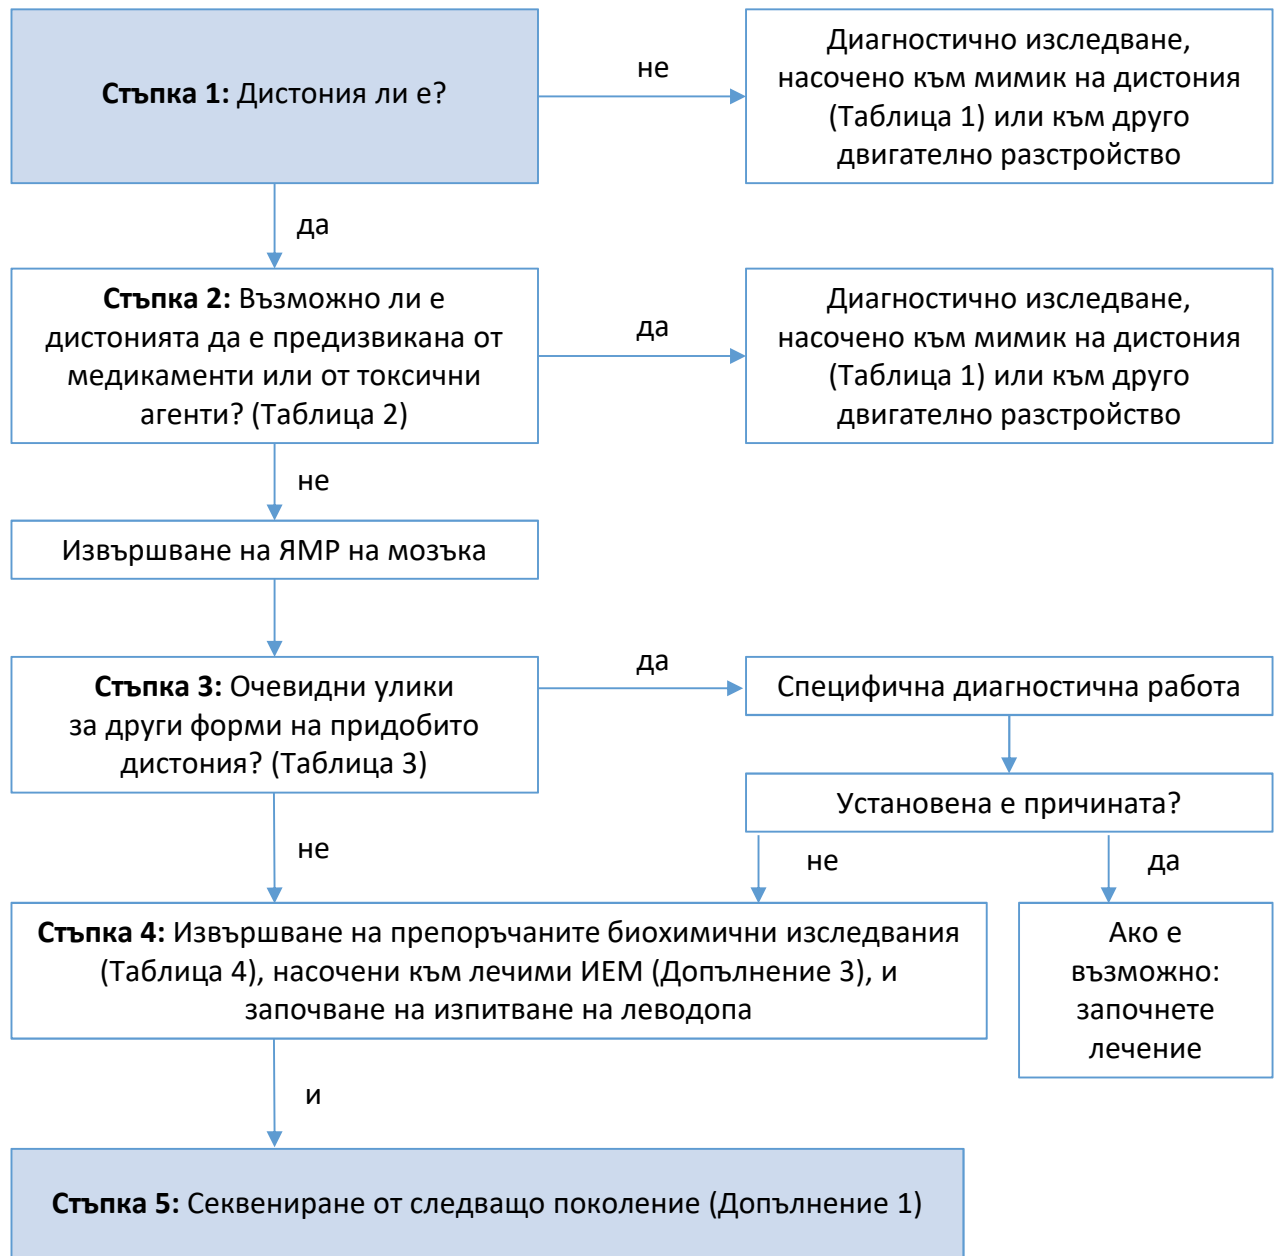 Стъпка 1: Дистония ли е?
не
Диагностично изследване,
насочено към мимик на дистония
(Таблица 1) или към друго
двигателно разстройство
да
Стъпка 2: Възможно ли е
дистонията да е предизвикана от
медикаменти или от токсични
агенти? (Таблица 2)
да
Диагностично изследване,
насочено към мимик на дистония
(Таблица 1) или към друго
двигателно разстройство
не
Извършване на ЯМР на мозъка
Стъпка 3: Очевидни улики
за други форми на придобито
дистония? (Таблица 3)
да
Специфична диагностична работа
Установена е причината?
не
не
да
Стъпка 4: Извършване на препоръчаните биохимични изследвания
(Таблица 4), насочени към лечими ИЕМ (Допълнение 3), и
започване на изпитване на леводопа
Ако е
възможно:
започнете
лечение
и
Стъпка 5: Секвениране от следващо поколение (Допълнение 1)